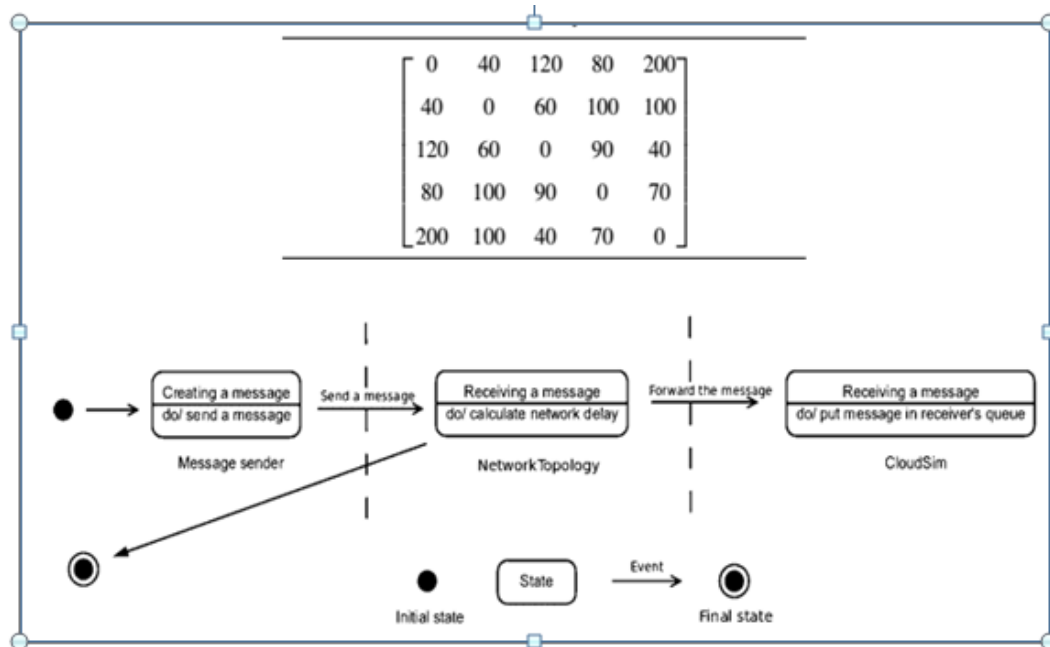 0 40 120 80 200
40 0 60 100 100
120 60 0 90 40
80 100 90 0 70
200 100 40 70 0
Creating a message
do/ send a message
Message sender
Send a message
Receiving a message
do/ calculate network delay
NetworkTopology
Forward the message
Receiving a message
do/ put message in receiver's queue
CloudSim
Initial state
State
Event
Final state